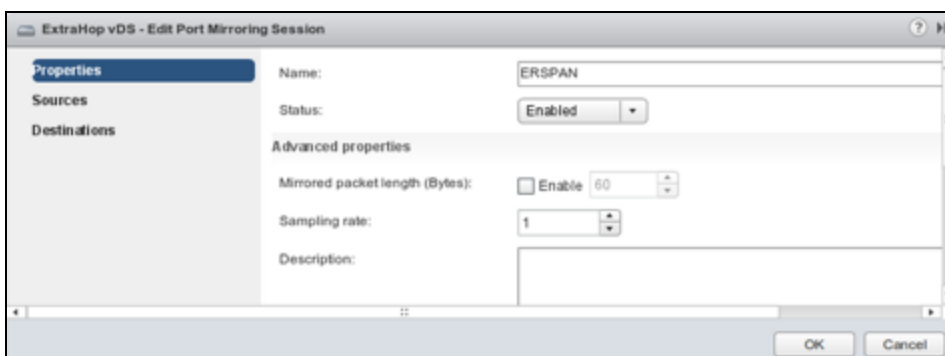 ExtraHop vDS - Edit Port Mirroring Session ?
Properties
Sources
Destinations
Name: ERSPAN
Status: Enabled
Advanced properties
Mirrored packet length (Bytes): Enable 60
Sampling rate: 1
Description:
OK Cancel